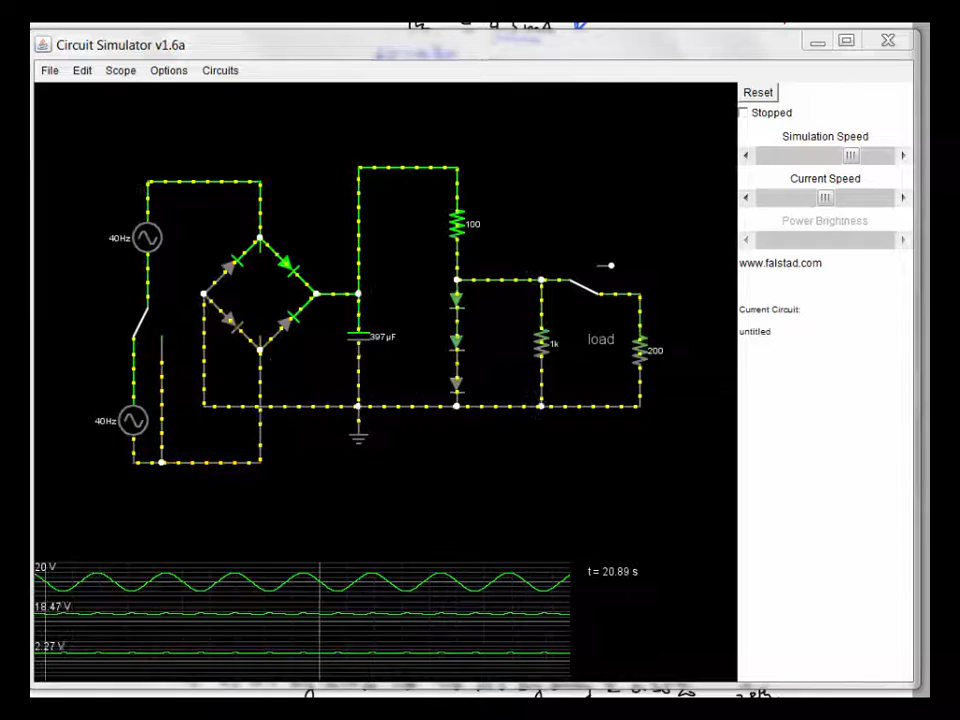 Circuit Simulator v1.6a
File Edit Scope Options Circuits
Reset
Stopped
Simulation Speed
Current Speed
Power Brightness
www.falstad.com
Current Circuit:
untitled
40Hz
100
397µF
1k
load
200
40Hz
20 V
t = 20.89 s
18.47 V
2.27 V